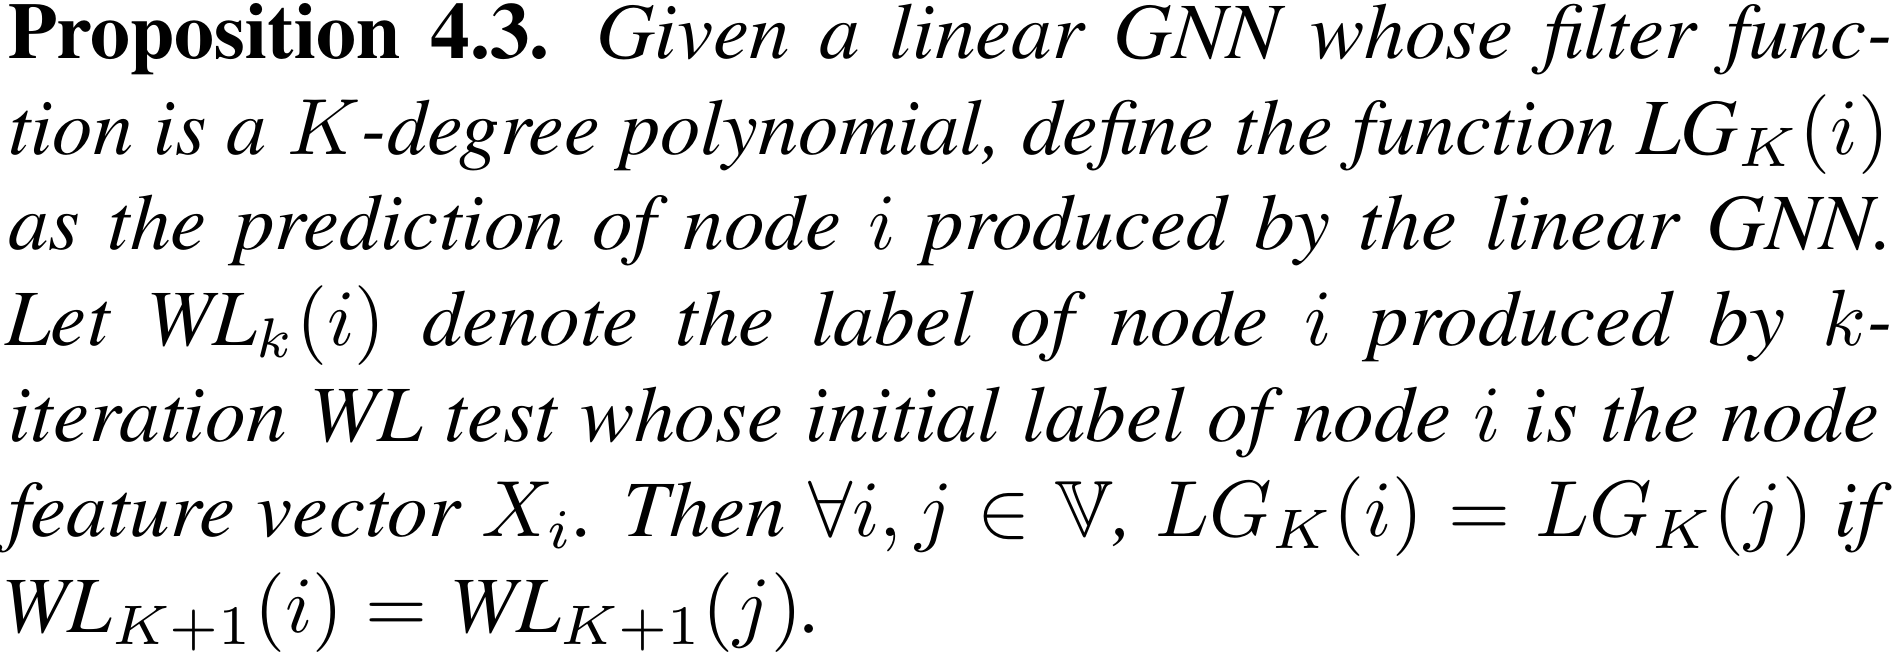 Proposition 4.3. Given a linear GNN whose filter func-
tion is a K-degree polynomial, define the function LG_K(i)
as the prediction of node i produced by the linear GNN.
Let WL_k(i) denote the label of node i produced by k-
iteration WL test whose initial label of node i is the node
feature vector X_i. Then ∀i, j ∈ 𝕍, LG_K(i) = LG_K(j) if
WL_{K+1}(i) = WL_{K+1}(j).